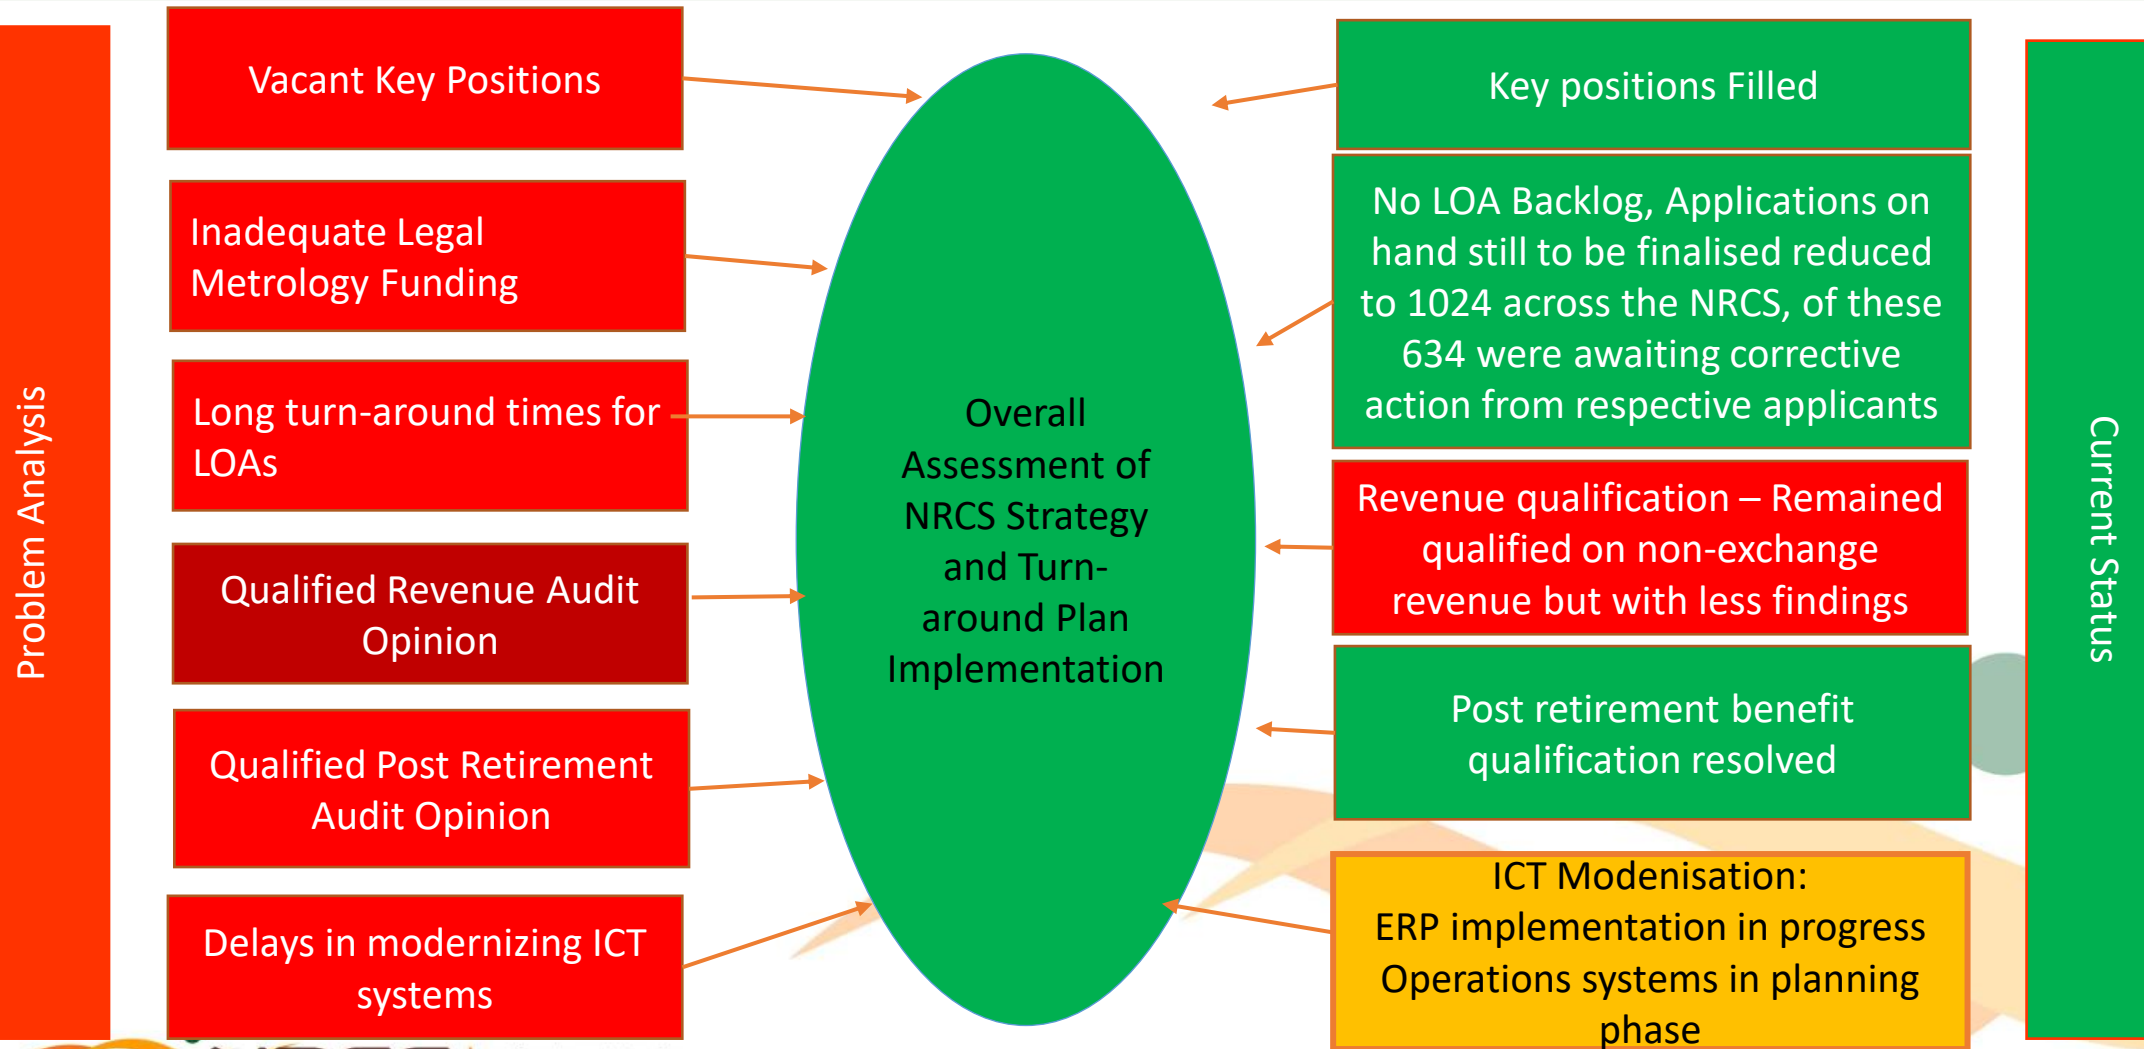 Problem Analysis
Vacant Key Positions
Inadequate Legal
Metrology Funding
Long turn-around times for
LOAs
Qualified Revenue Audit
Opinion
Qualified Post Retirement
Audit Opinion
Delays in modernizing ICT
systems
Overall
Assessment of
NRCS Strategy
and Turn-
around Plan
Implementation
Key positions Filled
No LOA Backlog, Applications on
hand still to be finalised reduced
to 1024 across the NRCS, of these
634 were awaiting corrective
action from respective applicants
Revenue qualification – Remained
qualified on non-exchange
revenue but with less findings
Post retirement benefit
qualification resolved
ICT Modenisation:
ERP implementation in progress
Operations systems in planning
phase
Current Status